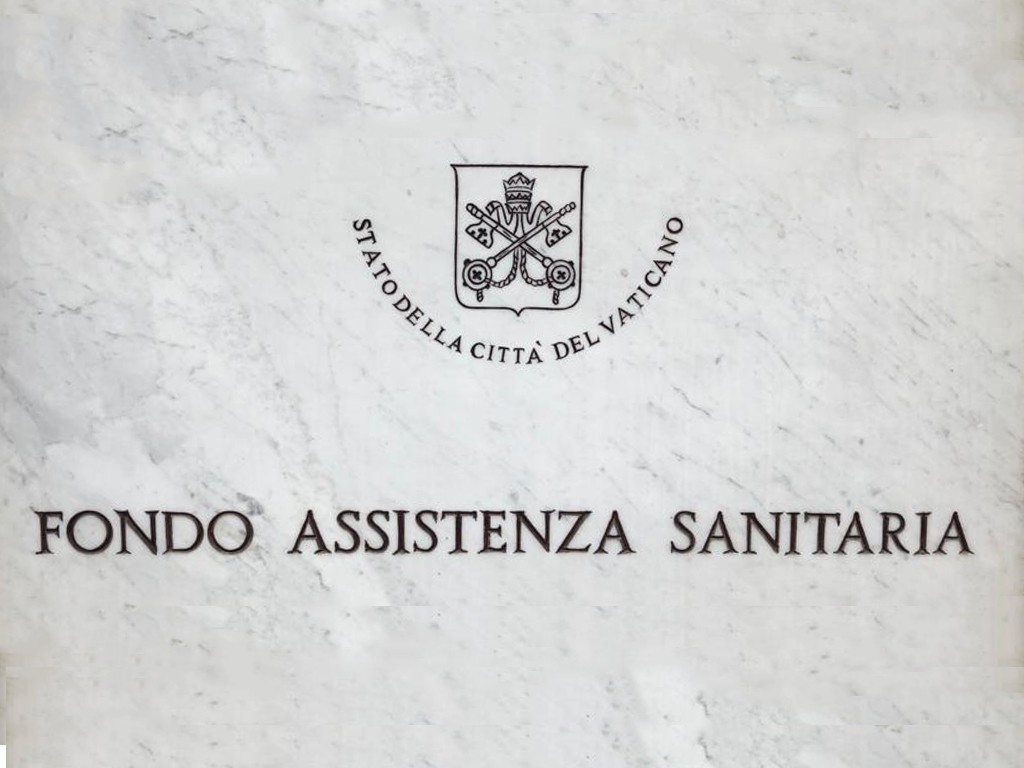 STATO DELLA CITTÀ DEL VATICANO
FONDO ASSISTENZA SANITARIA